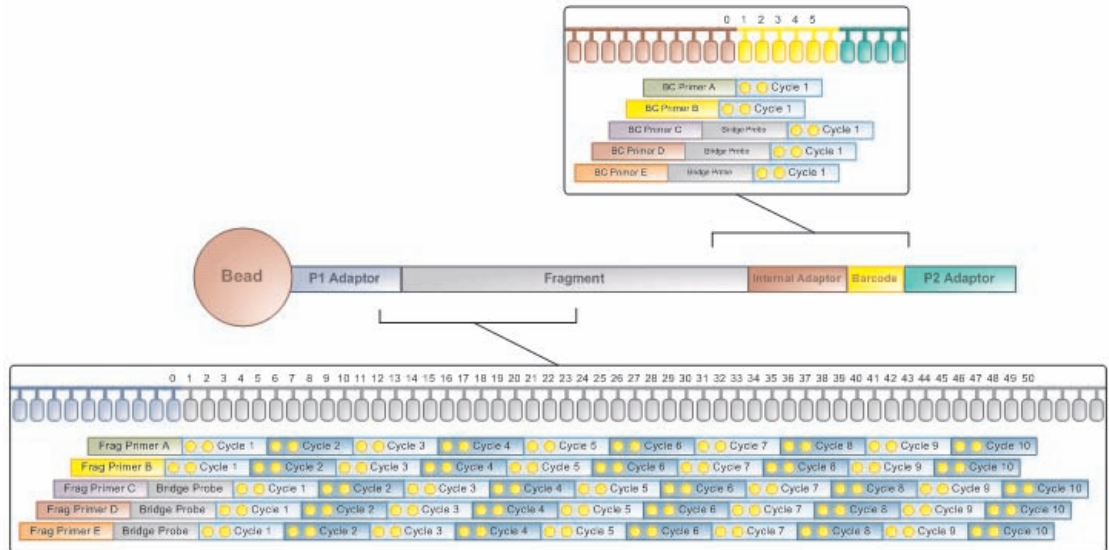 0 1 2 3 4 5
BC Primer A Cycle 1
BC Primer B Cycle 1
BC Primer C Bridge Probe Cycle 1
BC Primer D Bridge Probe Cycle 1
BC Primer E Bridge Probe Cycle 1
Bead P1 Adaptor Fragment Internal Adaptor Barcode P2 Adaptor
0 1 2 3 4 5 6 7 8 9 10 11 12 13 14 15 16 17 18 19 20 21 22 23 24 25 26 27 28 29 30 31 32 33 34 35 36 37 38 39 40 41 42 43 44 45 46 47 48 49 50
Frag Primer A Cycle 1 Cycle 2 Cycle 3 Cycle 4 Cycle 5 Cycle 6 Cycle 7 Cycle 8 Cycle 9 Cycle 10
Frag Primer B Cycle 1 Cycle 2 Cycle 3 Cycle 4 Cycle 5 Cycle 6 Cycle 7 Cycle 8 Cycle 9 Cycle 10
Frag Primer C Bridge Probe Cycle 1 Cycle 2 Cycle 3 Cycle 4 Cycle 5 Cycle 6 Cycle 7 Cycle 8 Cycle 9 Cycle 10
Frag Primer D Bridge Probe Cycle 1 Cycle 2 Cycle 3 Cycle 4 Cycle 5 Cycle 6 Cycle 7 Cycle 8 Cycle 9 Cycle 10
Frag Primer E Bridge Probe Cycle 1 Cycle 2 Cycle 3 Cycle 4 Cycle 5 Cycle 6 Cycle 7 Cycle 8 Cycle 9 Cycle 10